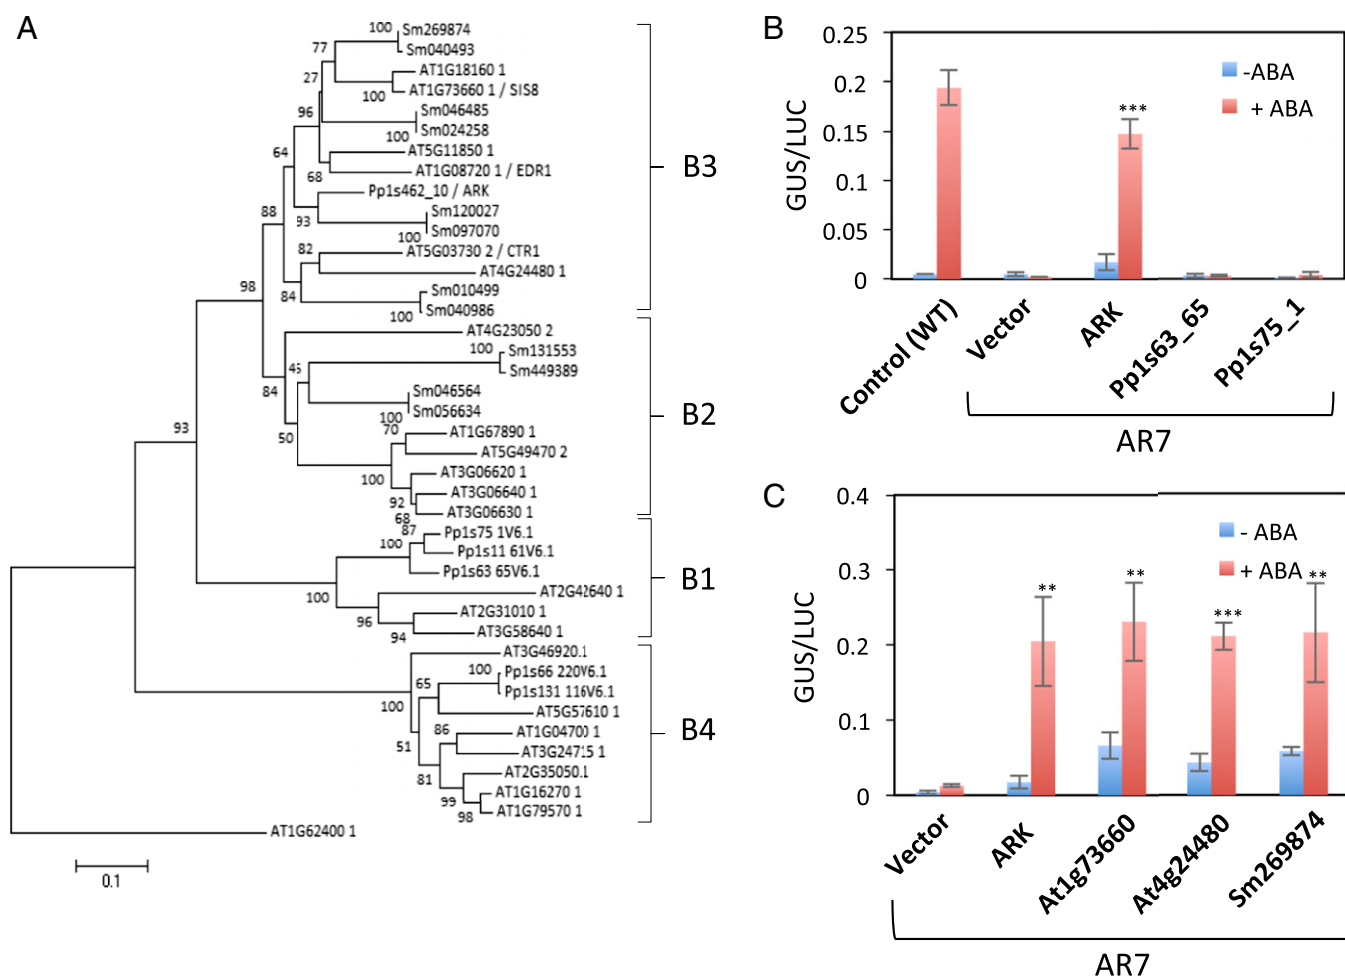 A
100
Sm269874
Sm040493
77
AT1G18160 1
27
AT1G73660 1 / SIS8
100
Sm046485
96
Sm024258
100
AT5G11850 1
64
AT1G08720 1 / EDR1
68
Pp1s462_10 / ARK
Sm120027
88
93
Sm097070
100
82
AT5G03730 2 / CTR1
AT4G24480 1
98
84
Sm010499
Sm040986
100
B3
AT4G23050 2
100
Sm131553
45
Sm449389
84
Sm046564
Sm056634
100
70
AT1G67890 1
50
AT5G49470 2
100
AT3G06620 1
AT3G06640 1
92
AT3G06630 1
68
B2
93
87
Pp1s75 1V6.1
100
Pp1s11 61V6.1
Pp1s63 65V6.1
100
AT2G42640 1
96
AT2G31010 1
94
AT3G58640 1
B1
AT3G46920.1
100
Pp1s66 220V6.1
65
Pp1s131 116V6.1
100
AT5G57610 1
86
AT1G04700 1
51
AT3G24715 1
81
AT2G35050.1
AT1G16270 1
99
AT1G79570 1
98
B4
AT1G62400 1
0.1
B
0.25
0.2
0.15
0.1
0.05
0
GUS/LUC
-ABA
+ ABA
***
Control (WT)
Vector
ARK
Pp1s63_65
Pp1s75_1
AR7
C
0.4
0.3
0.2
0.1
0
GUS/LUC
- ABA
+ ABA
**
**
***
**
Vector
ARK
At1g73660
At4g24480
Sm269874
AR7